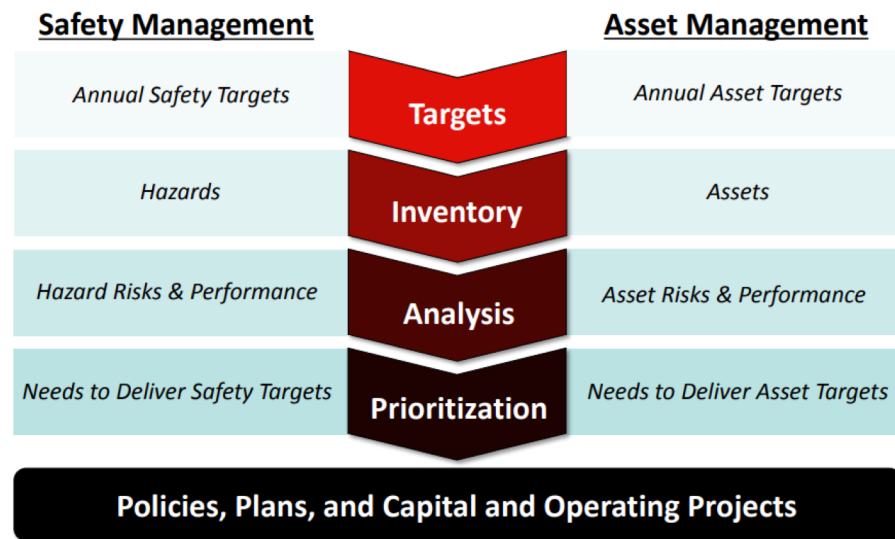 Safety Management
Asset Management
Annual Safety Targets
Targets
Annual Asset Targets
Hazards
Inventory
Assets
Hazard Risks & Performance
Analysis
Asset Risks & Performance
Needs to Deliver Safety Targets
Prioritization
Needs to Deliver Asset Targets
Policies, Plans, and Capital and Operating Projects